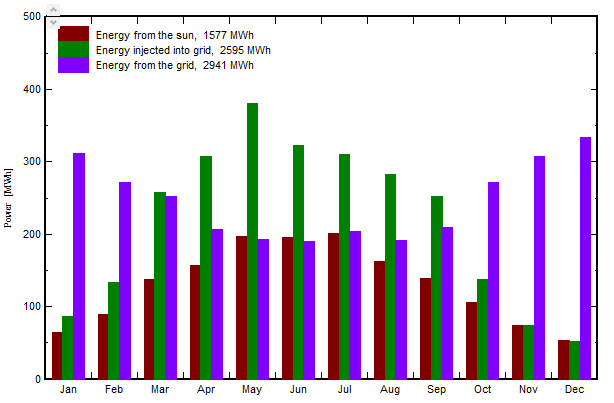 500
400
300
200
100
0
Power [MWh]
Energy from the sun, 1577 MWh
Energy injected into grid, 2595 MWh
Energy from the grid, 2941 MWh
Jan Feb Mar Apr May Jun Jul Aug Sep Oct Nov Dec